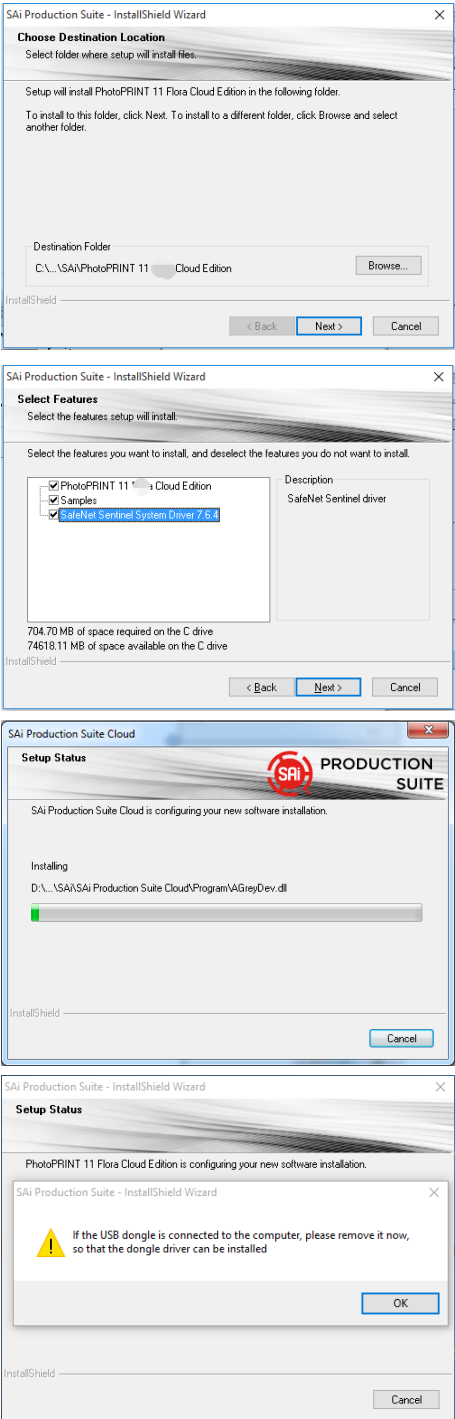 SAi Production Suite - InstallShield Wizard
Choose Destination Location
Select folder where setup will install files.
Setup will install PhotoPRINT 11 Flora Cloud Edition in the following folder.
To install to this folder, click Next. To install to a different folder, click Browse and select
another folder.
Destination Folder
C:\...\SAi\PhotoPRINT 11 Cloud Edition
Browse...
InstallShield
< Back
Next >
Cancel
SAi Production Suite - InstallShield Wizard
Select Features
Select the features setup will install.
Select the features you want to install, and deselect the features you do not want to install.
PhotoPRINT 11 Cloud Edition
Samples
SafeNet Sentinel System Driver 7.6.4
Description
SafeNet Sentinel driver
704.70 MB of space required on the C drive
74618.11 MB of space available on the C drive
InstallShield
< Back
Next >
Cancel
SAi Production Suite Cloud
Setup Status
SAi
PRODUCTION
SUITE
SAi Production Suite Cloud is configuring your new software installation.
Installing
D:\...\SAi\SAi Production Suite Cloud\Program\AGreyDev.dll
InstallShield
Cancel
SAi Production Suite - InstallShield Wizard
Setup Status
PhotoPRINT 11 Flora Cloud Edition is configuring your new software installation.
SAi Production Suite - InstallShield Wizard
If the USB dongle is connected to the computer, please remove it now,
so that the dongle driver can be installed
OK
InstallShield
Cancel